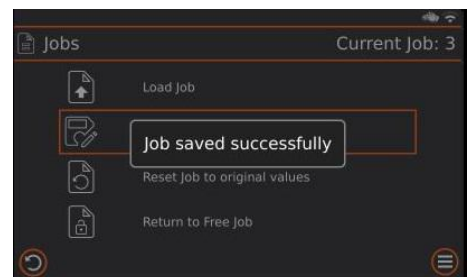 Jobs
Current Job: 3
Load Job
Job saved successfully
Reset Job to original values
Return to Free Job